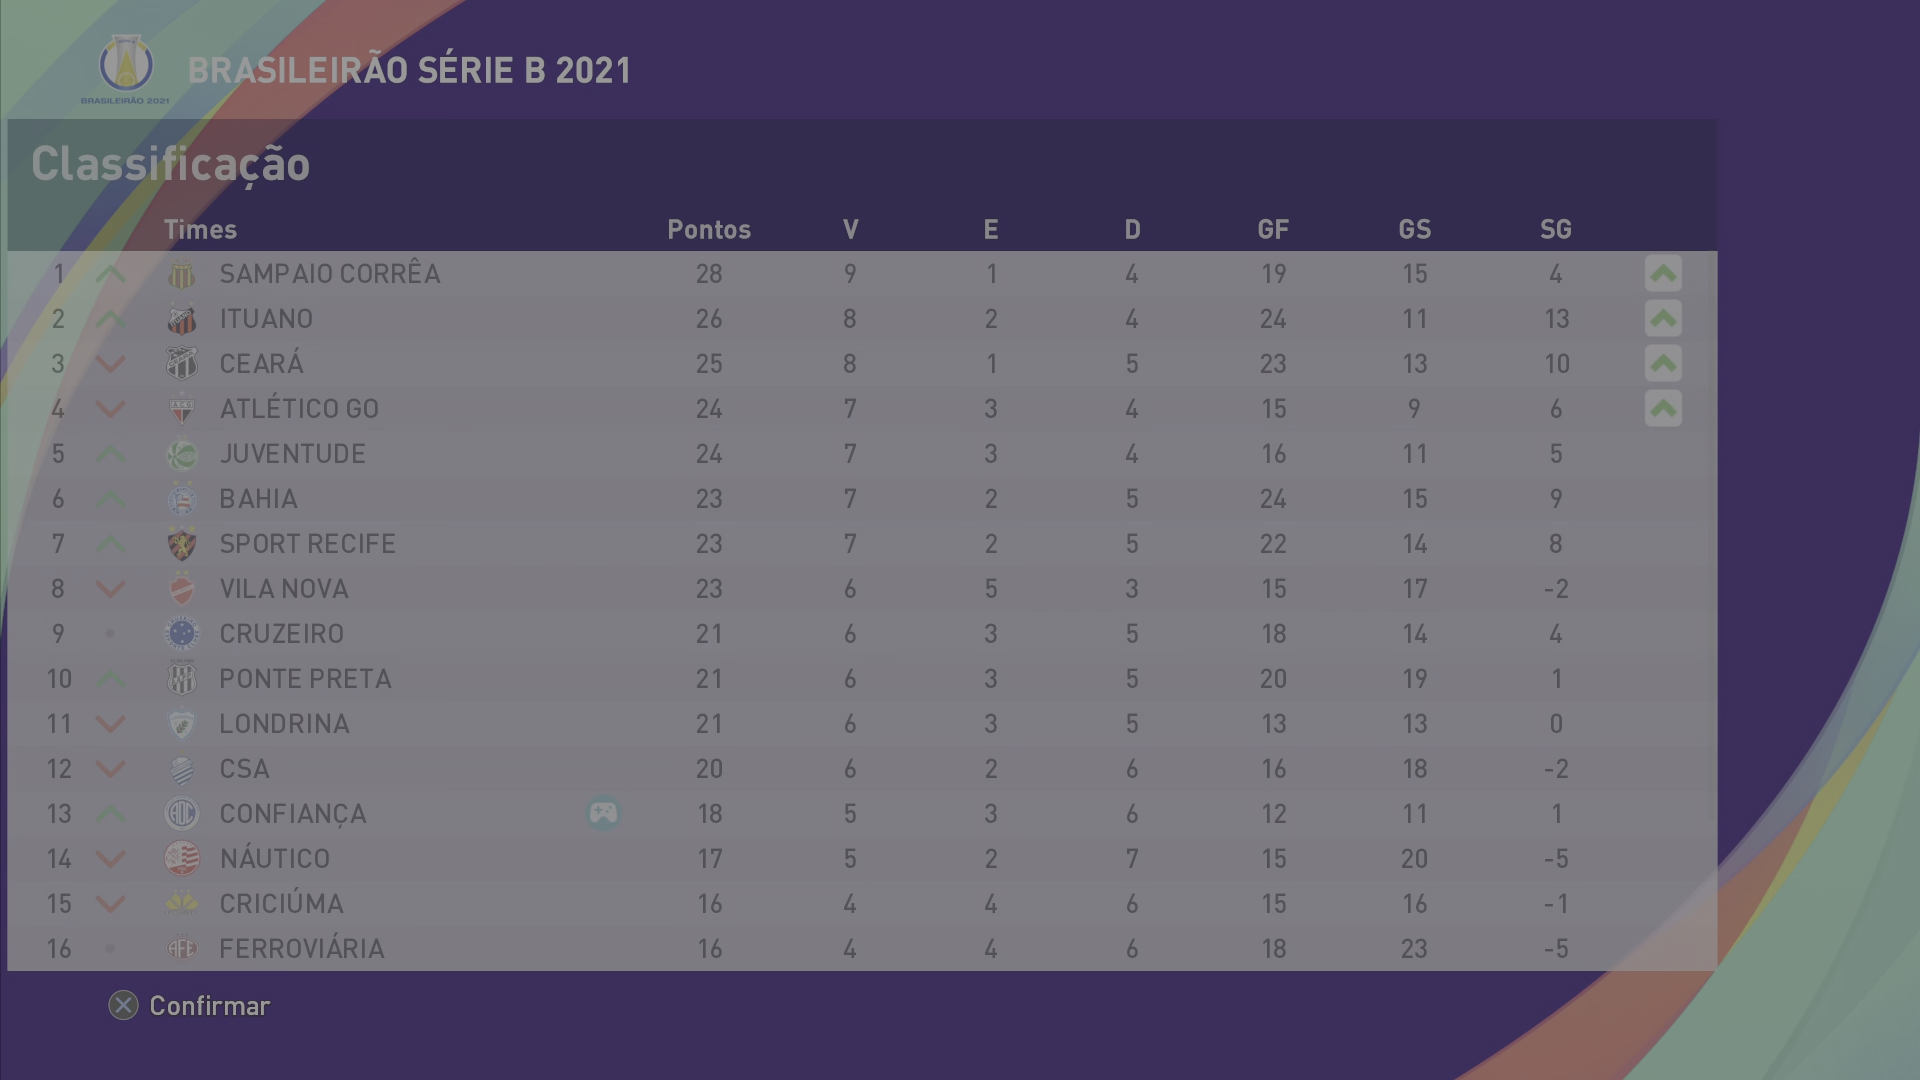 BRASILEIRÃO 2021
BRASILEIRÃO SÉRIE B 2021
Classificação
Times Pontos V E D GF GS SG
1 SAMPAIO CORRÊA 28 9 1 4 19 15 4
2 ITUANO 26 8 2 4 24 11 13
3 CEARÁ 25 8 1 5 23 13 10
4 ATLÉTICO GO 24 7 3 4 15 9 6
5 JUVENTUDE 24 7 3 4 16 11 5
6 BAHIA 23 7 2 5 24 15 9
7 SPORT RECIFE 23 7 2 5 22 14 8
8 VILA NOVA 23 6 5 3 15 17 -2
9 CRUZEIRO 21 6 3 5 18 14 4
10 PONTE PRETA 21 6 3 5 20 19 1
11 LONDRINA 21 6 3 5 13 13 0
12 CSA 20 6 2 6 16 18 -2
13 CONFIANÇA 18 5 3 6 12 11 1
14 NÁUTICO 17 5 2 7 15 20 -5
15 CRICIÚMA 16 4 4 6 15 16 -1
16 FERROVIÁRIA 16 4 4 6 18 23 -5
Confirmar